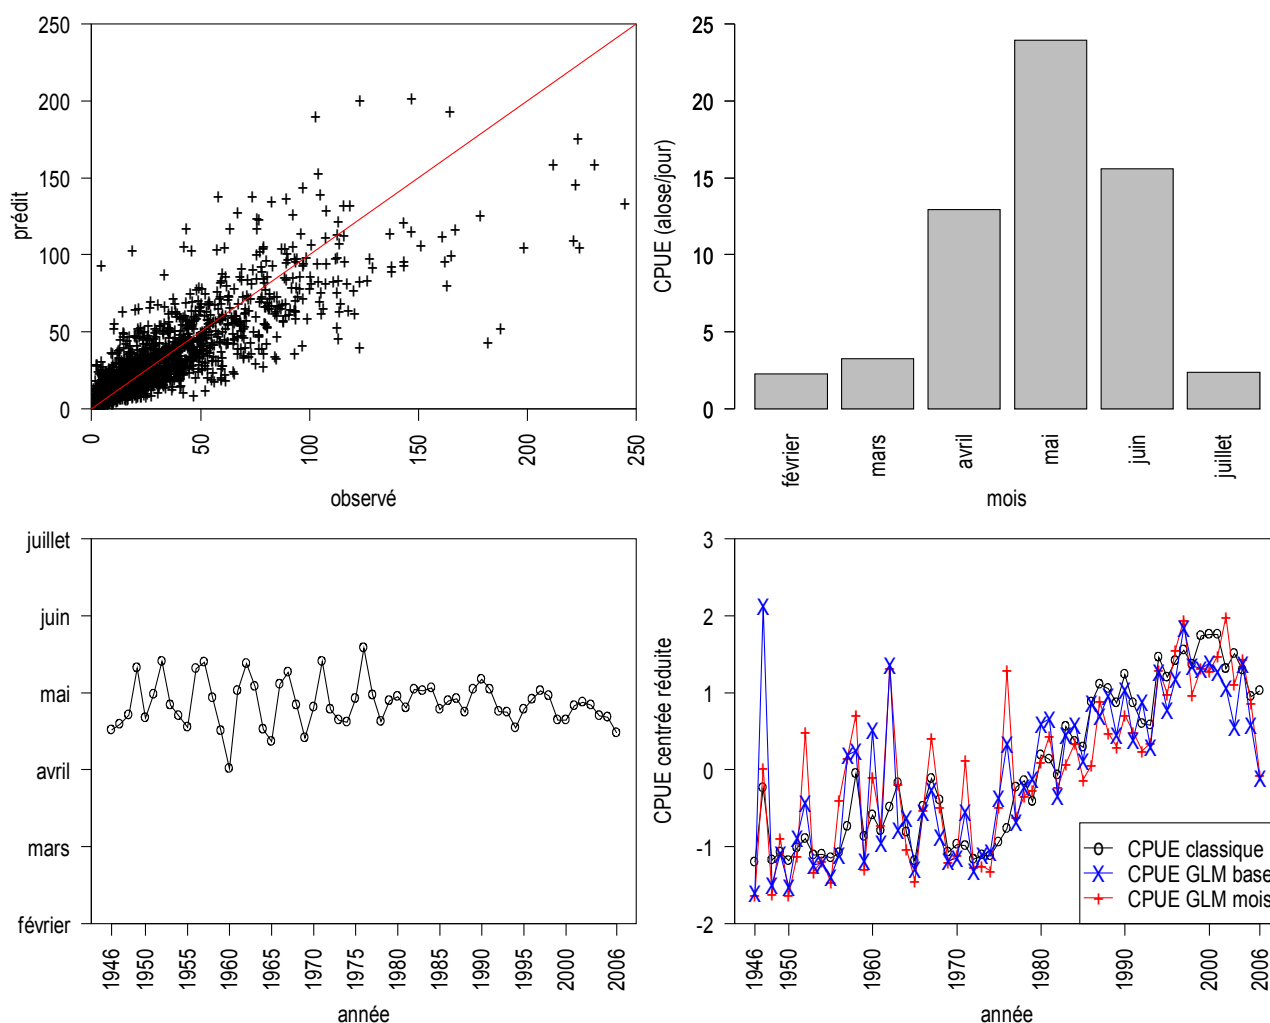 250
200
150
100
50
0
prédit
0
50
100
150
200
250
observé
25
20
15
10
5
0
CPUE (alose/jour)
février
mars
avril
mai
juin
juillet
mois
juillet
juin
mai
avril
mars
février
1946
1950
1955
1960
1965
1970
1975
1980
1985
1990
1995
2000
2006
année
3
2
1
0
-1
-2
CPUE centrée réduite
CPUE classique
CPUE GLM base
CPUE GLM mois
1946
1950
1960
1970
1980
1990
2000
2006
année